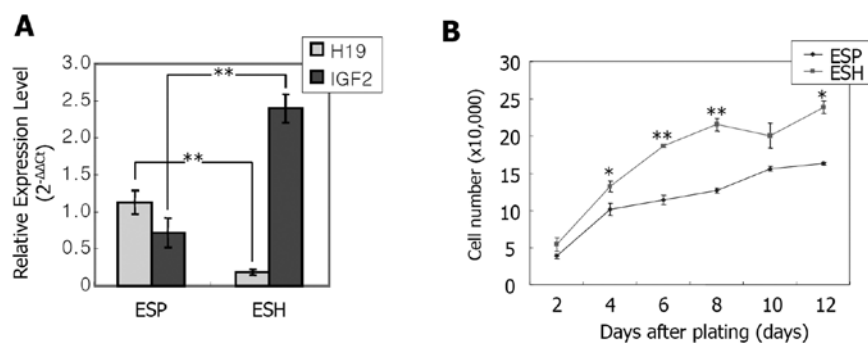 A
H19
IGF2
Relative Expression Level
(2-ΔΔCt)
3.0
2.5
2.0
1.5
1.0
0.5
0
**
**
ESP
ESH
B
ESP
ESH
Cell number (x10,000)
30
25
20
15
10
5
0
*
**
**
*
2
4
6
8
10
12
Days after plating (days)